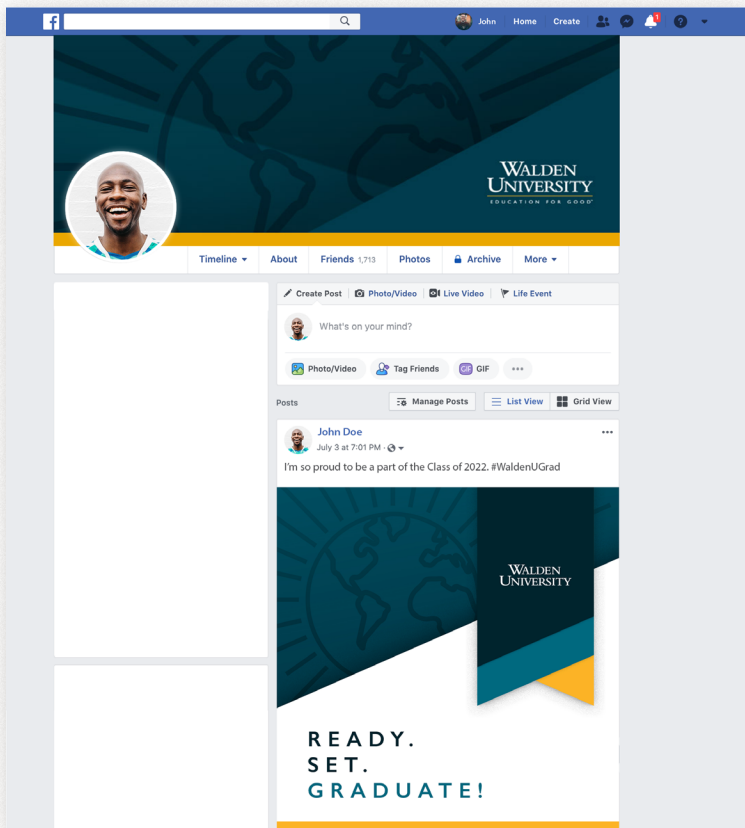 f
John Home Create 1 ?
WALDEN
UNIVERSITY
EDUCATION FOR GOOD®
Timeline About Friends 1,713 Photos Archive More
Create Post Photo/Video Live Video Life Event
What's on your mind?
Photo/Video Tag Friends GIF GIF
Posts Manage Posts List View Grid View
John Doe
July 3 at 7:01 PM ·
I'm so proud to be a part of the Class of 2022. #WaldenUGrad
WALDEN
UNIVERSITY
READY.
SET.
GRADUATE!